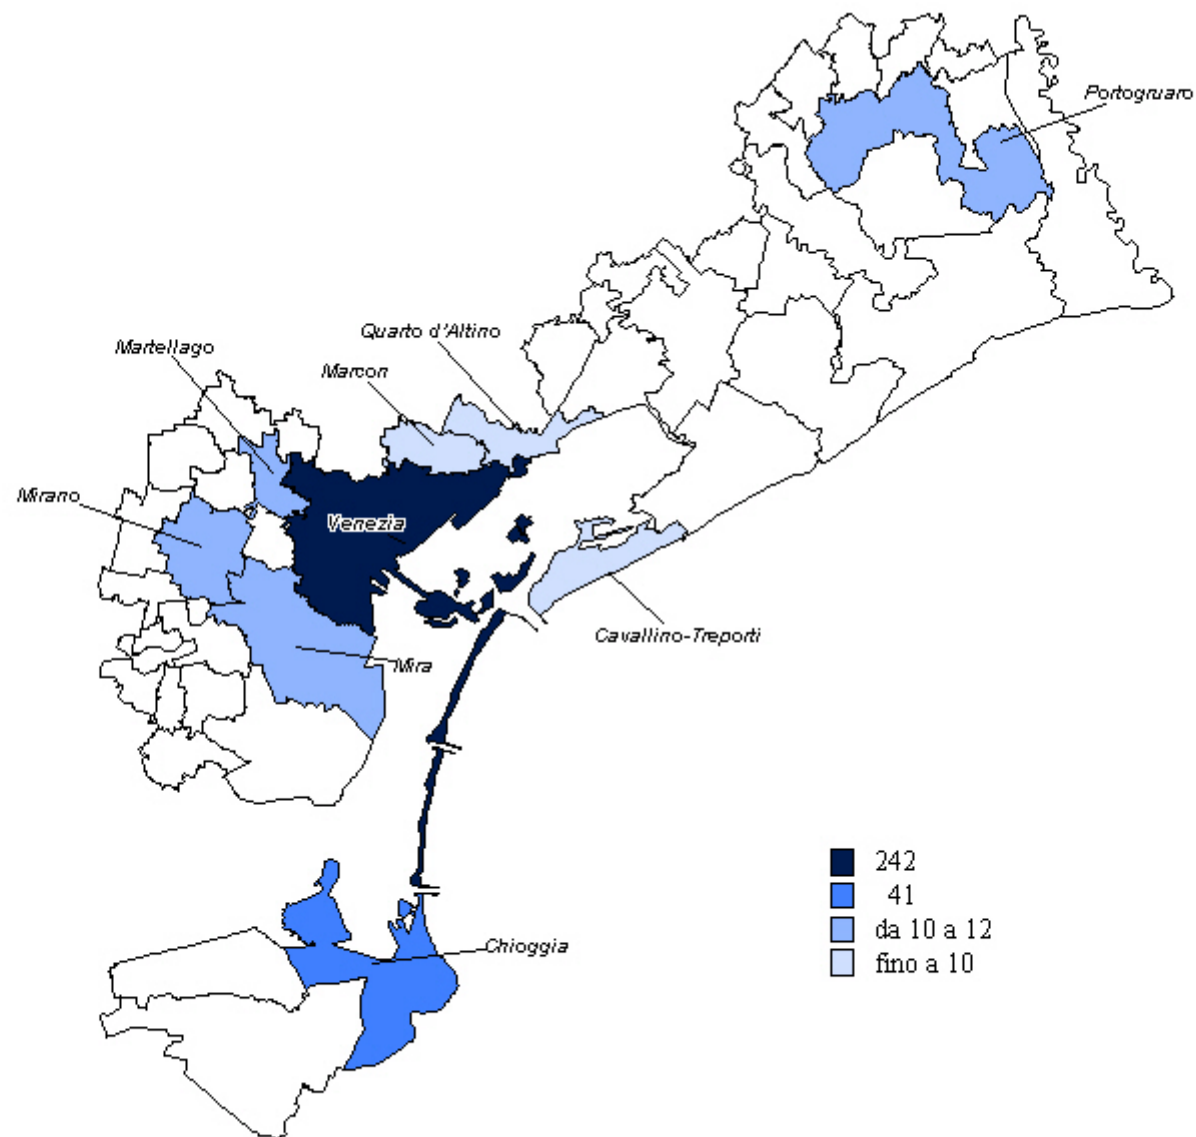 Portogruaro
Quarto d'Altino
Martellago
Marcon
Mirano
Venezia
Cavallino-Treporti
Mira
242
41
da 10 a 12
fino a 10
Chioggia